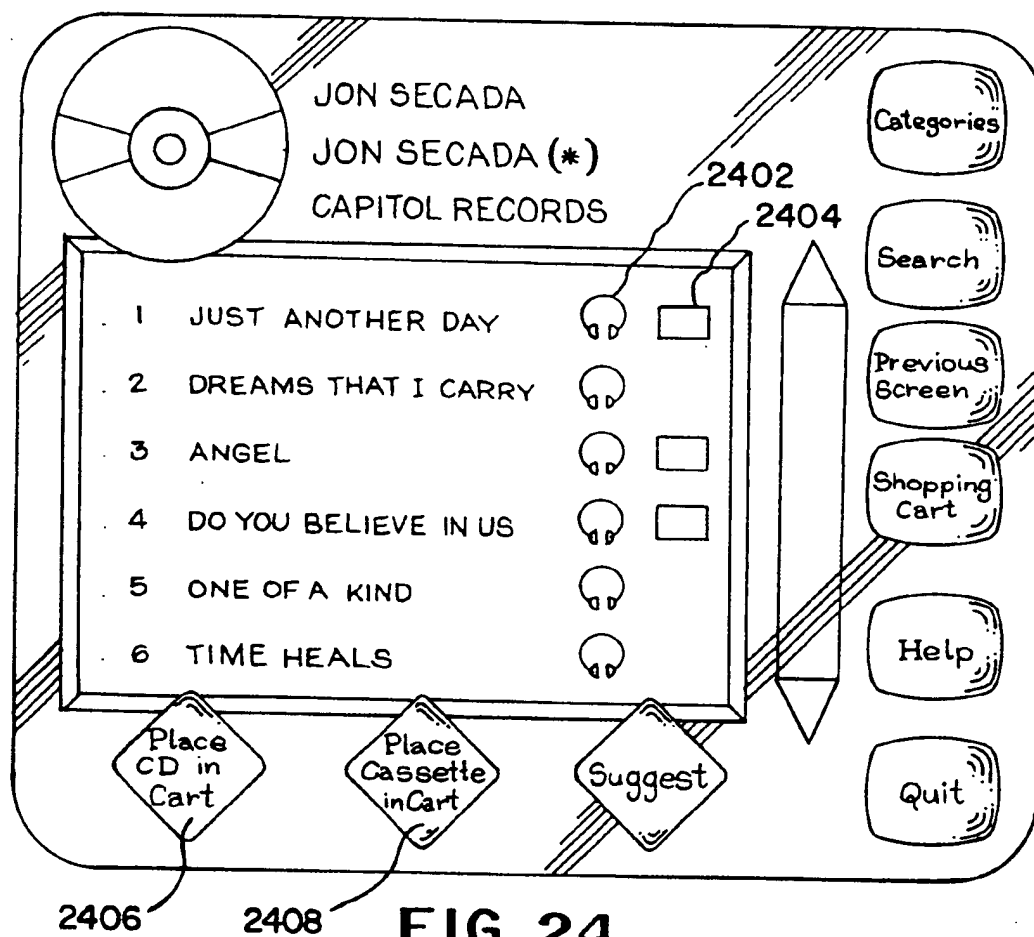 JON SECADA
JON SECADA (*)
CAPITOL RECORDS
2402
2404
1 JUST ANOTHER DAY
2 DREAMS THAT I CARRY
3 ANGEL
4 DO YOU BELIEVE IN US
5 ONE OF A KIND
6 TIME HEALS
Categories
Search
Previous
Screen
Shopping
Cart
Help
Quit
Place
CD in
Cart
Place
Cassette
in Cart
Suggest
2406
2408
FIG. 24